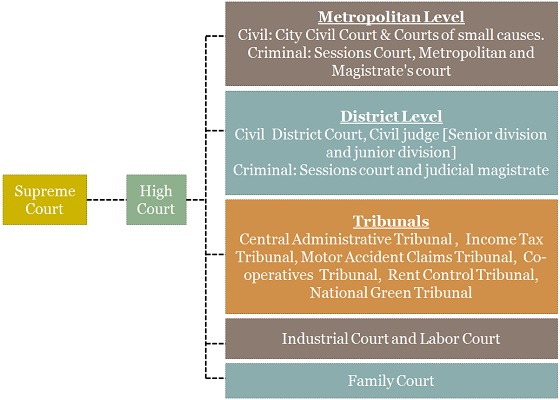 Supreme
Court
High
Court
Metropolitan Level
Civil: City Civil Court & Courts of small causes.
Criminal: Sessions Court, Metropolitan and
Magistrate's court
District Level
Civil District Court, Civil judge [Senior division
and junior division]
Criminal: Sessions court and judicial magistrate
Tribunals
Central Administrative Tribunal , Income Tax
Tribunal, Motor Accident Claims Tribunal, Co-
operatives Tribunal, Rent Control Tribunal,
National Green Tribunal
Industrial Court and Labor Court
Family Court